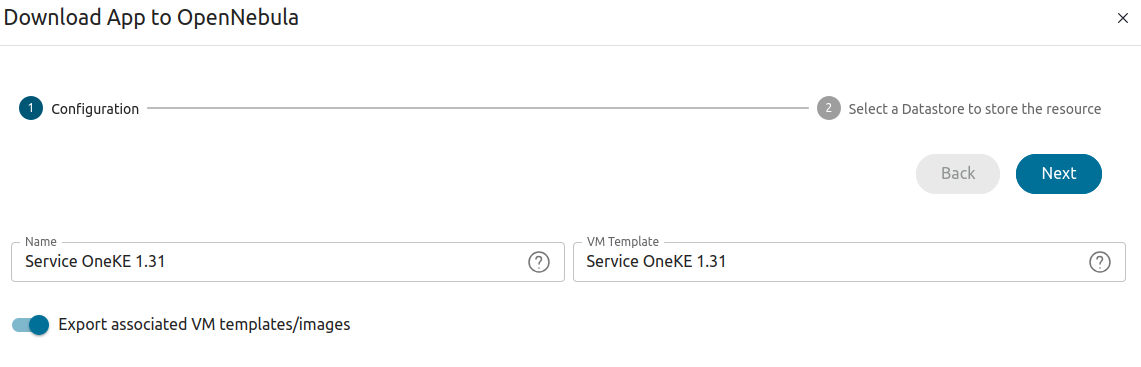 Download App to OpenNebula
1 Configuration
2 Select a Datastore to store the resource
Back Next
Name VM Template
Service OneKE 1.31 ? Service OneKE 1.31 ?
Export associated VM templates/images